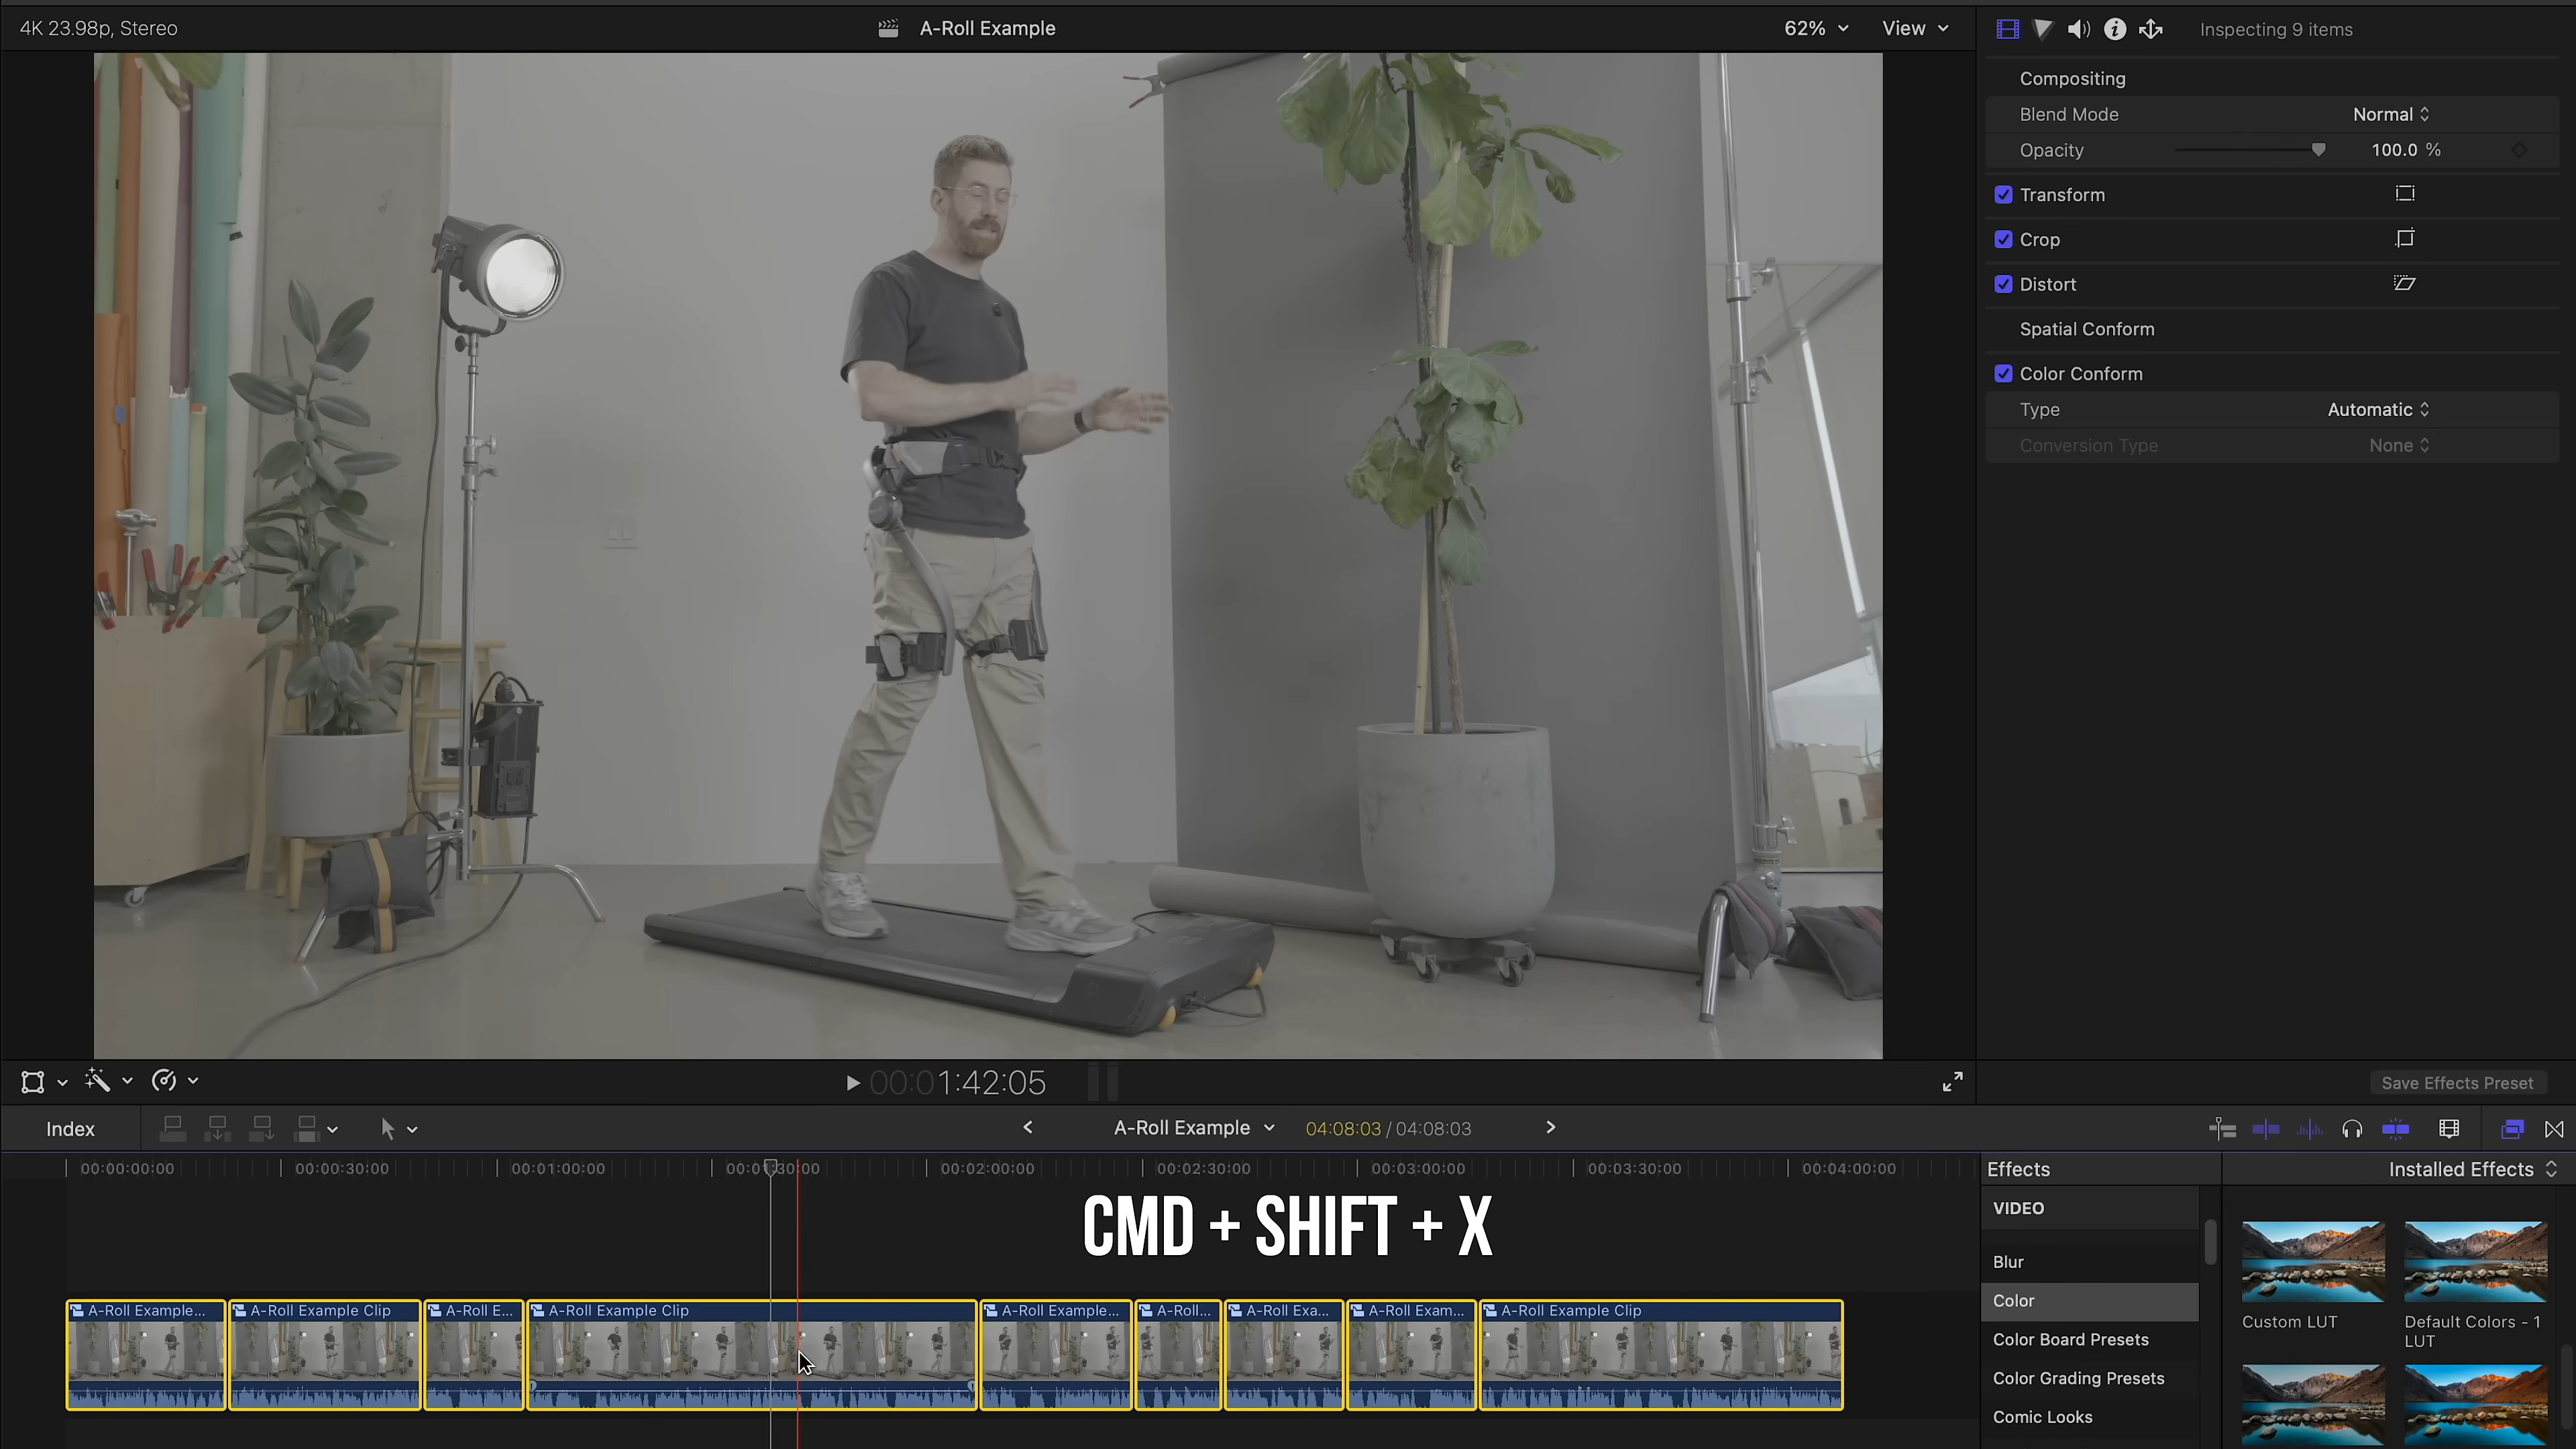 4K 23.98p, Stereo
A-Roll Example
62%
View
Inspecting 9 items
Compositing
Blend Mode
Normal
Opacity
100.0 %
Transform
Crop
Distort
Spatial Conform
Color Conform
Type
Automatic
Conversion Type
None
00:01:42:05
Save Effects Preset
Index
A-Roll Example
04:08:03 / 04:08:03
00:00:00:00
00:00:30:00
00:01:00:00
00:01:30:00
00:02:00:00
00:02:30:00
00:03:00:00
00:03:30:00
00:04:00:00
CMD + SHIFT + X
A-Roll Example...
A-Roll Example Clip
A-Roll E...
A-Roll Example Clip
A-Roll Example...
A-Roll...
A-Roll Exa...
A-Roll Exam...
A-Roll Example Clip
Effects
Installed Effects
VIDEO
Blur
Color
Color Board Presets
Color Grading Presets
Comic Looks
Custom LUT
Default Colors - 1
LUT